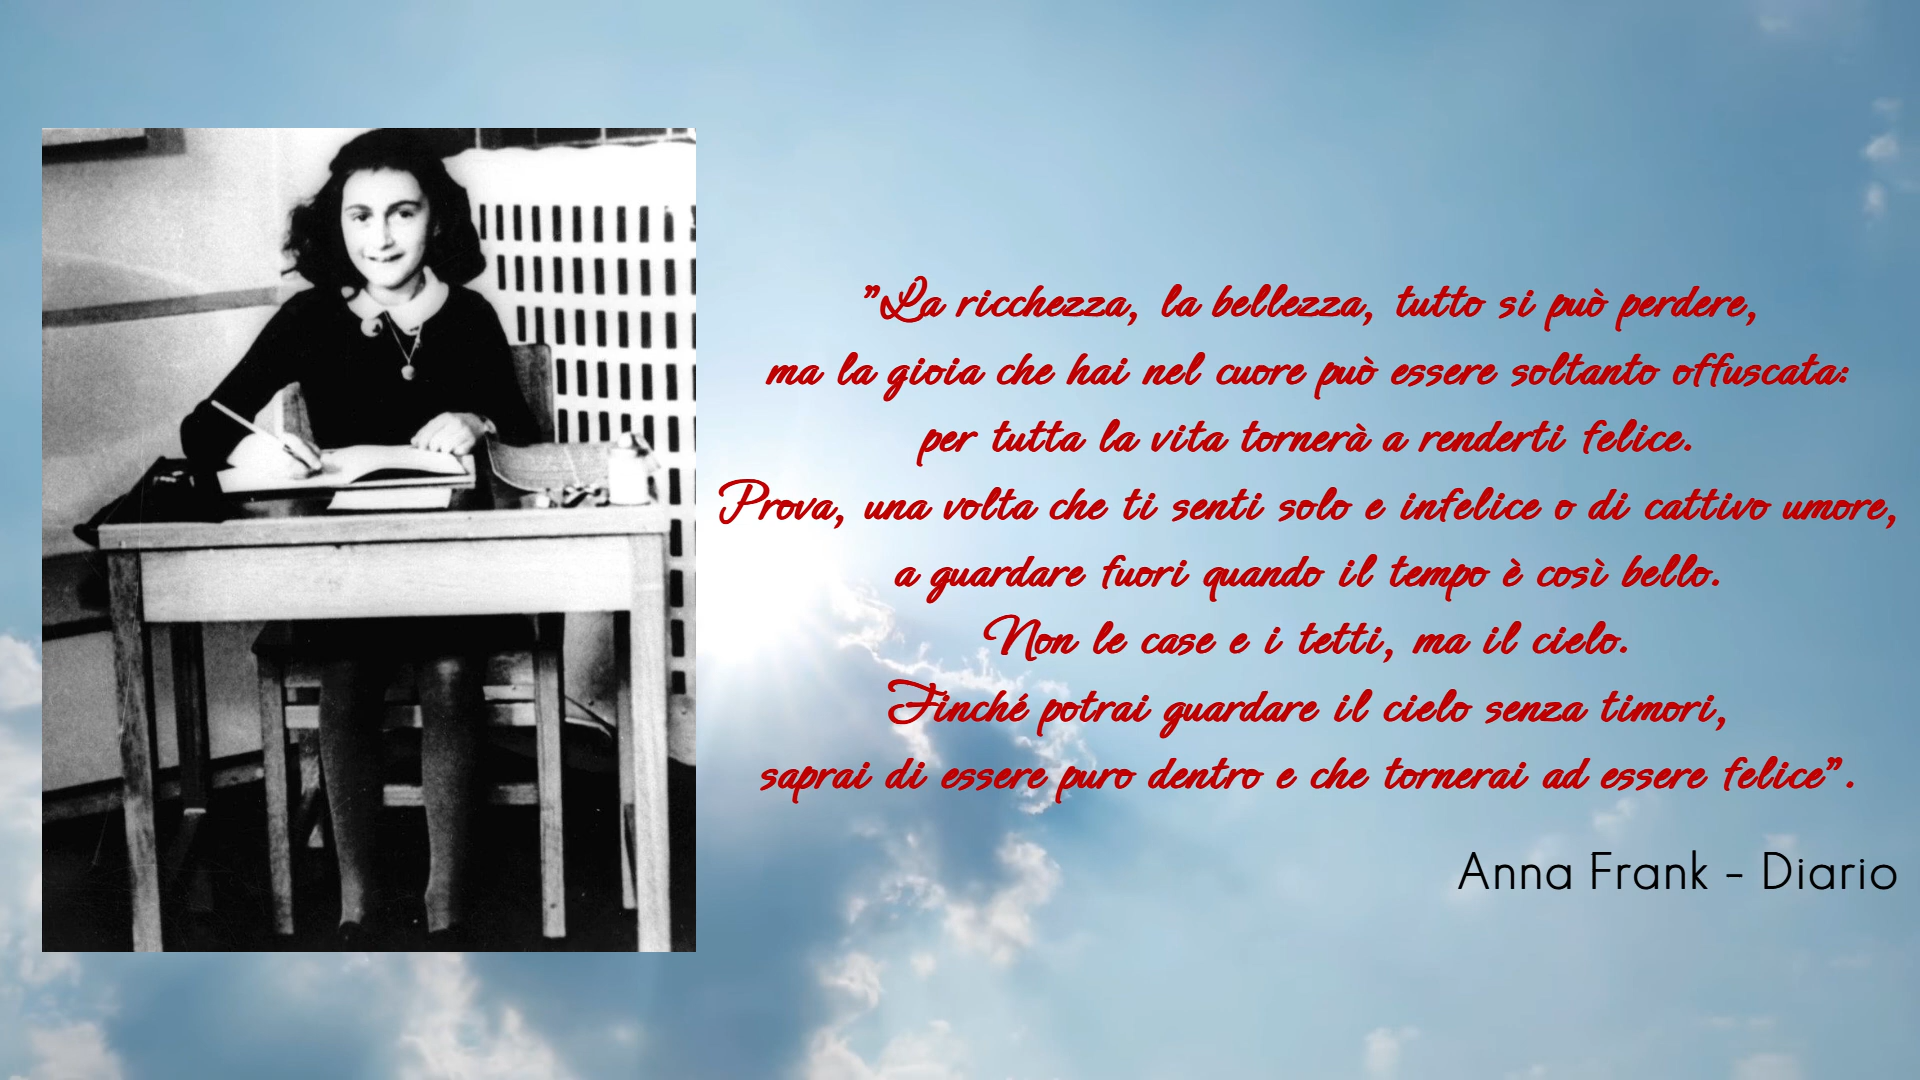 "La ricchezza, la bellezza, tutto si può perdere,
ma la gioia che hai nel cuore può essere soltanto offuscata:
per tutta la vita tornerà a renderti felice.
Prova, una volta che ti senti solo e infelice o di cattivo umore,
a guardare fuori quando il tempo è così bello.
Non le case e i tetti, ma il cielo.
Finché potrai guardare il cielo senza timori,
saprai di essere puro dentro e che tornerai ad essere felice".
Anna Frank - Diario